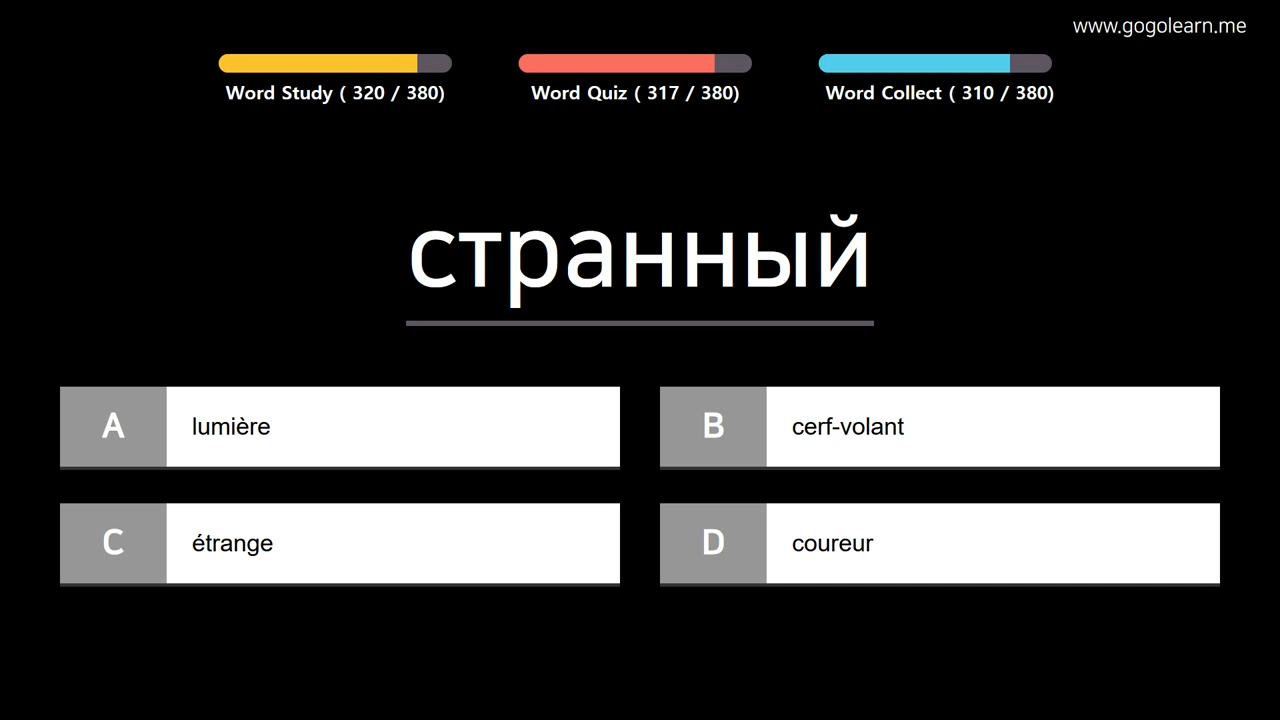 www.gogolearn.me
Word Study ( 320 / 380)
Word Quiz ( 317 / 380)
Word Collect ( 310 / 380)
странный
A lumière
B cerf-volant
C étrange
D coureur